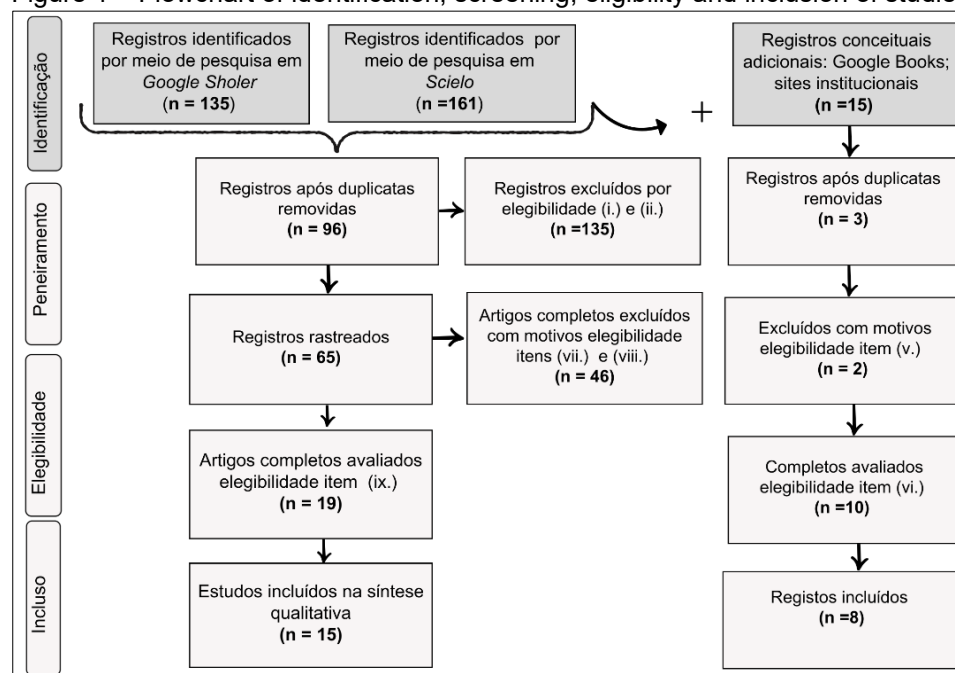 Figure 1 – Flowchart of identification, screening, eligibility and inclusion of studies
Identificação
Registros identificados
por meio de pesquisa em
Google Sholer
(n = 135)
Registros identificados por
meio de pesquisa em
Scielo
(n =161)
+
Registros conceituais
adicionais: Google Books;
sites institucionais
(n =15)
Peneiramento
Registros após duplicatas
removidas
(n = 96)
Registros excluídos por
elegibilidade (i.) e (ii.)
(n =135)
Registros após duplicatas
removidas
(n = 3)
Registros rastreados
(n = 65)
Artigos completos excluídos
com motivos elegibilidade
itens (vii.) e (viii.)
(n = 46)
Excluídos com motivos
elegibilidade item (v.)
(n = 2)
Elegibilidade
Artigos completos avaliados
elegibilidade item (ix.)
(n = 19)
Completos avaliados
elegibilidade item (vi.)
(n =10)
Incluso
Estudos incluídos na síntese
qualitativa
(n = 15)
Registos incluídos
(n =8)